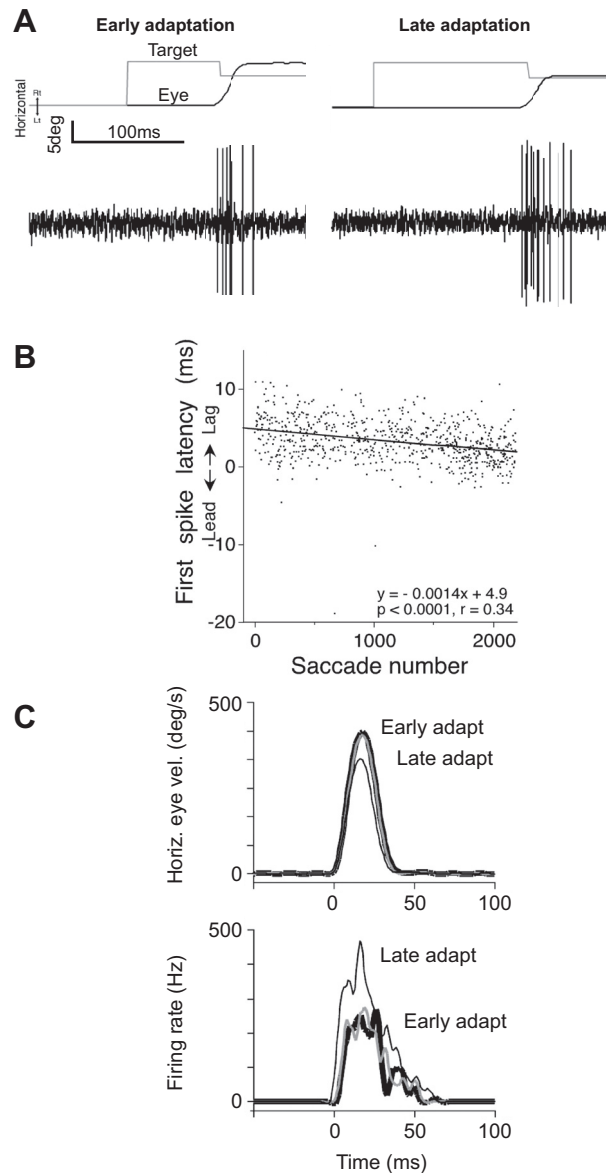 A
Early adaptation
Late adaptation
Target
Eye
Horizontal
Rt
Lt
5deg
100ms
B
First spike latency (ms)
Lead
Lag
10
0
-10
-20
y = - 0.0014x + 4.9
p < 0.0001, r = 0.34
0
1000
2000
Saccade number
C
Horiz. eye vel. (deg/s)
500
0
Early adapt
Late adapt
0
50
100
Firing rate (Hz)
500
0
Late adapt
Early adapt
0
50
100
Time (ms)